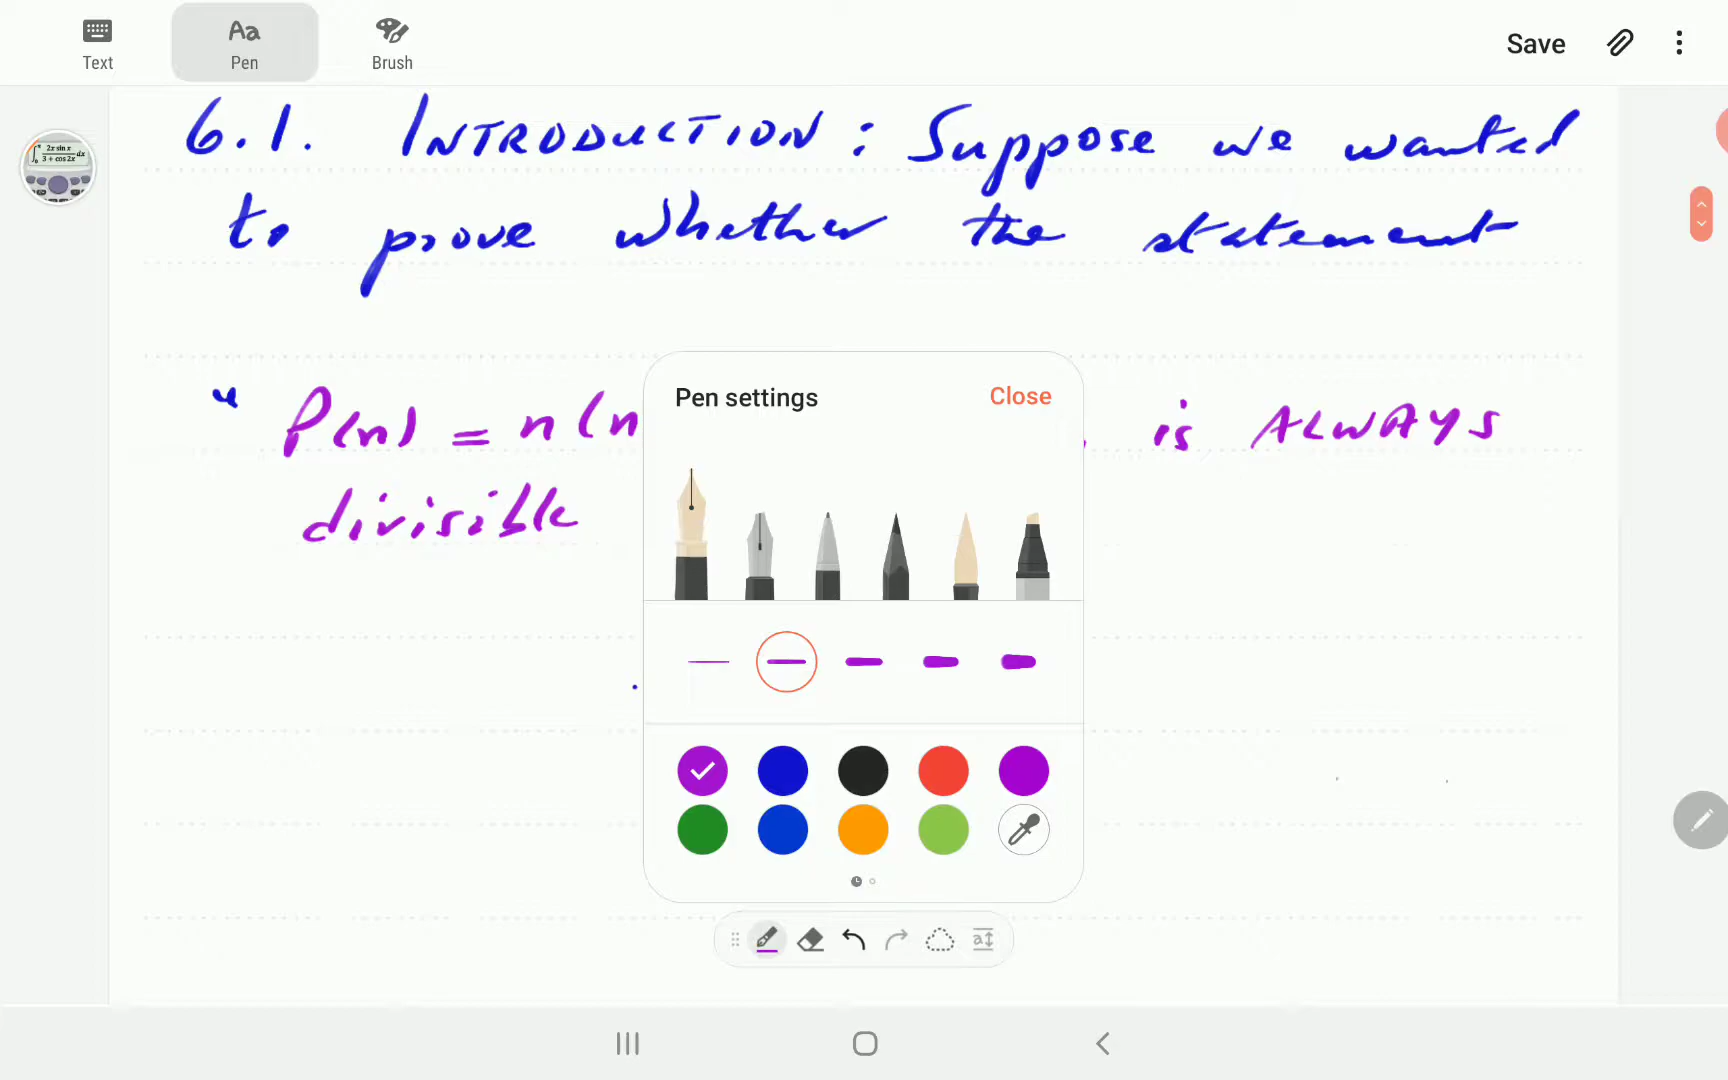 Text Aa Pen Brush Save
6.1. INTRODUCTION: Suppose we wanted
to prove whether the statement
Pen settings Close
" P(n) = n(n is ALWAYS
divisible